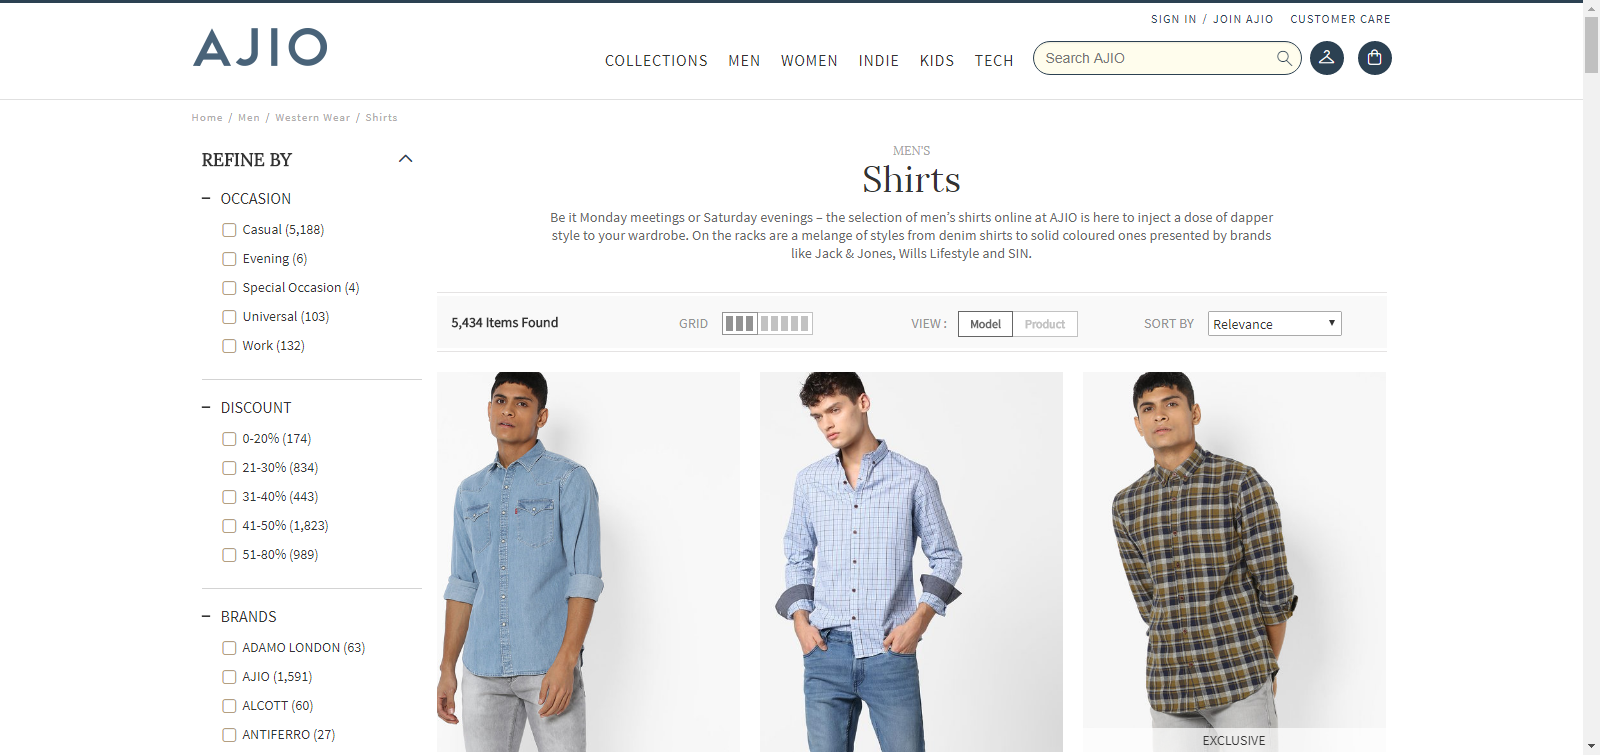 SIGN IN / JOIN AJIO CUSTOMER CARE
AJIO
COLLECTIONS MEN WOMEN INDIE KIDS TECH Search AJIO
Home / Men / Western Wear / Shirts
REFINE BY
OCCASION
Casual (5,188)
Evening (6)
Special Occasion (4)
Universal (103)
Work (132)
DISCOUNT
0-20% (174)
21-30% (834)
31-40% (443)
41-50% (1,823)
51-80% (989)
BRANDS
ADAMO LONDON (63)
AJIO (1,591)
ALCOTT (60)
ANTIFERRO (27)
MEN'S
Shirts
Be it Monday meetings or Saturday evenings – the selection of men’s shirts online at AJIO is here to inject a dose of dapper
style to your wardrobe. On the racks are a melange of styles from denim shirts to solid coloured ones presented by brands
like Jack & Jones, Wills Lifestyle and SIN.
5,434 Items Found GRID VIEW : Model Product SORT BY Relevance
EXCLUSIVE